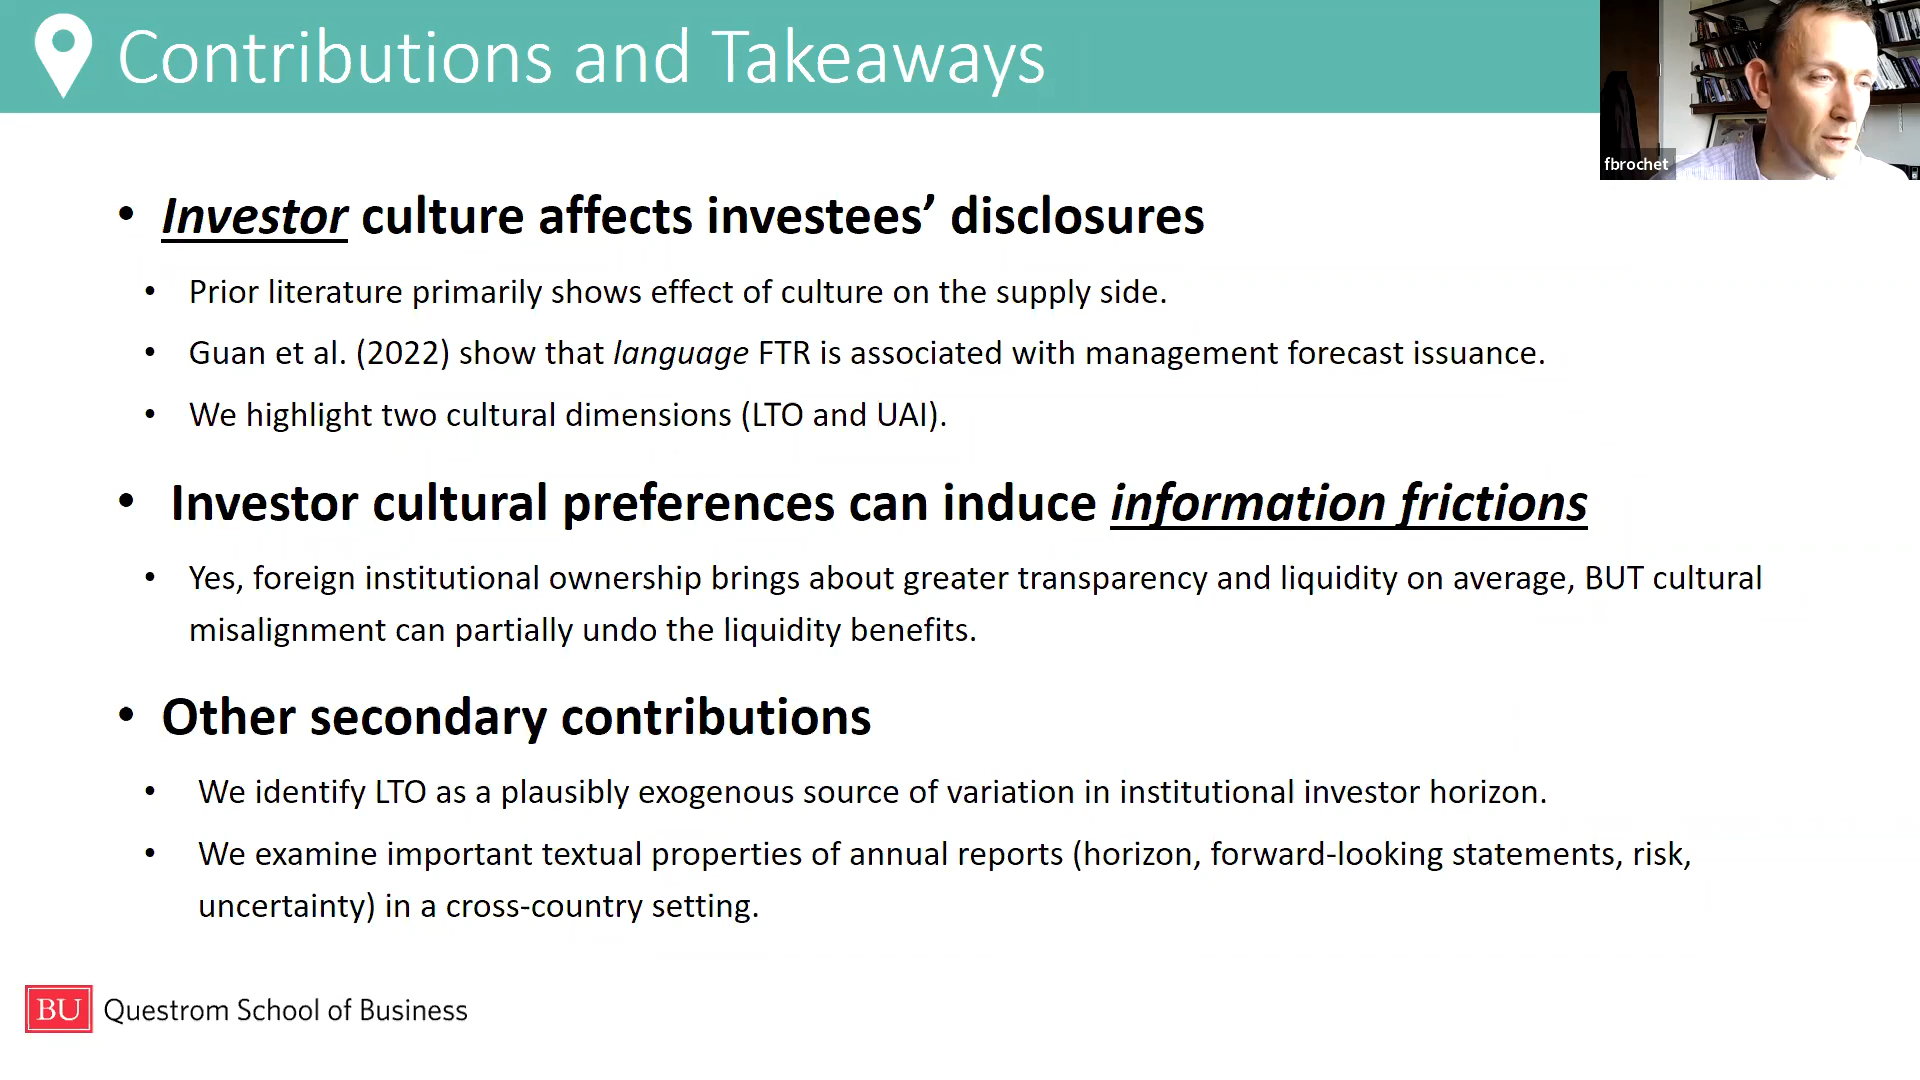 Contributions and Takeaways
fbrochet
• Investor culture affects investees’ disclosures
• Prior literature primarily shows effect of culture on the supply side.
• Guan et al. (2022) show that language FTR is associated with management forecast issuance.
• We highlight two cultural dimensions (LTO and UAI).
• Investor cultural preferences can induce information frictions
• Yes, foreign institutional ownership brings about greater transparency and liquidity on average, BUT cultural
misalignment can partially undo the liquidity benefits.
• Other secondary contributions
• We identify LTO as a plausibly exogenous source of variation in institutional investor horizon.
• We examine important textual properties of annual reports (horizon, forward-looking statements, risk,
uncertainty) in a cross-country setting.
BU Questrom School of Business